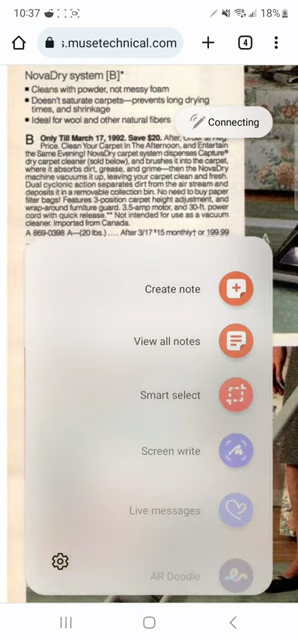 10:37
18%
s.musetechnical.com
4
NovaDry system [B]*
■ Cleans with powder, not messy foam
■ Doesn't saturate carpets—prevents long drying
times, and shrinkage
■ Ideal for wool and other natural fibers
Connecting
B Only Till March 17, 1992. Save $20. After,
Price. Clean Your Carpet In The Afternoon, and Entertain
the Same Evening! NovaDry carpet system dispenses Capture®
dry carpet cleaner (sold below), and brushes it into the carpet,
where it absorbs dirt, grease, and grime—then the NovaDry
machine vacuums it up, leaving your carpet clean and fresh.
Dual cyclonic action separates dirt from the air stream and
deposits it in a removable collection bin. No need to buy paper
filter bags! Features 3-position carpet height adjustment, and
wrap-around furniture guard. 3.5-amp motor, and 30-ft. power
cord with quick release.** Not intended for use as a vacuum
cleaner. Imported from Canada.
A 869-0398 A—(20 lbs.) .... After 3/17 $15 monthly† or 199.99
Create note
View all notes
Smart select
Screen write
Live messages
AR Doodle